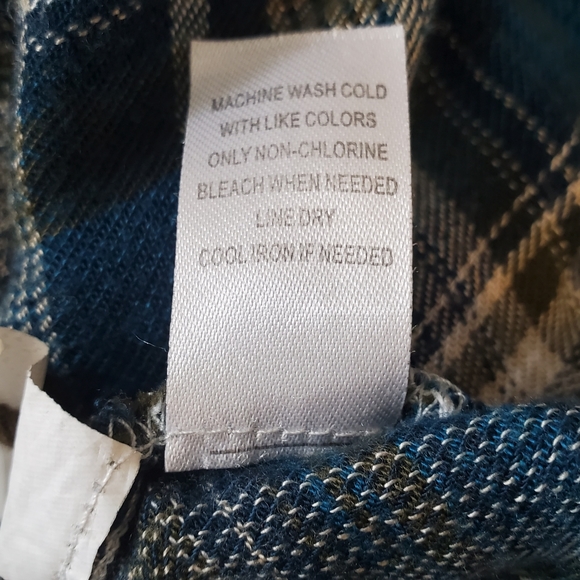 MACHINE WASH COLD
WITH LIKE COLORS
ONLY NON-CHLORINE
BLEACH WHEN NEEDED
LINE DRY
COOL IRON IF NEEDED